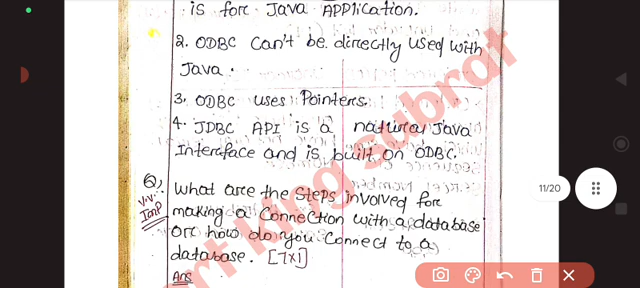 is for Java Application.
2. ODBC Can't be directly used with
Java.
3. ODBC uses Pointers.
4. JDBC API is a natural Java
Interface and is built on ODBC.
Q) What are the steps involved for
V.V. Imp making a Connection with a database
or how do you Connect to a
database. [7x1]
Ans
11/20
king subrat